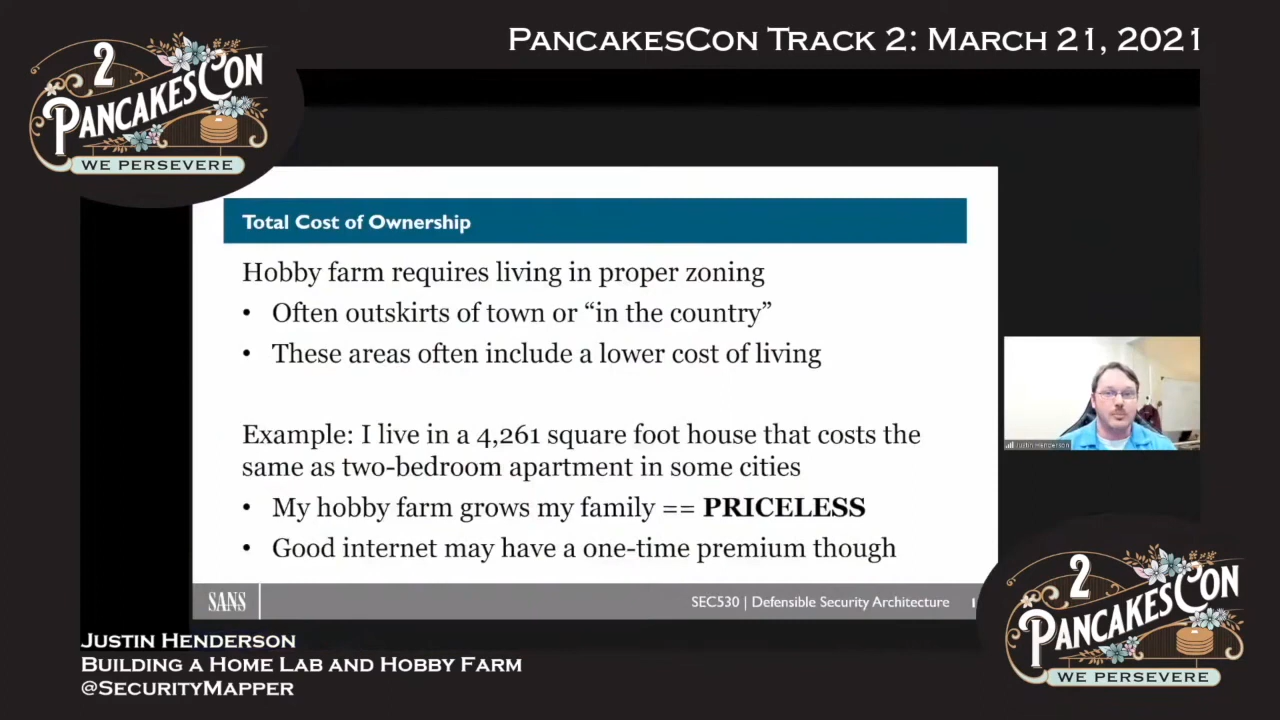 PancakesCon Track 2: March 21, 2021
2
PancakesCon
WE PERSEVERE
Total Cost of Ownership
Hobby farm requires living in proper zoning
• Often outskirts of town or “in the country”
• These areas often include a lower cost of living
Example: I live in a 4,261 square foot house that costs the
same as two-bedroom apartment in some cities
• My hobby farm grows my family == PRICELESS
• Good internet may have a one-time premium though
Justin Henderson
SANS
SEC530 | Defensible Security Architecture
Justin Henderson
Building a Home Lab and Hobby Farm
@SecurityMapper
2
PancakesCon
WE PERSEVERE